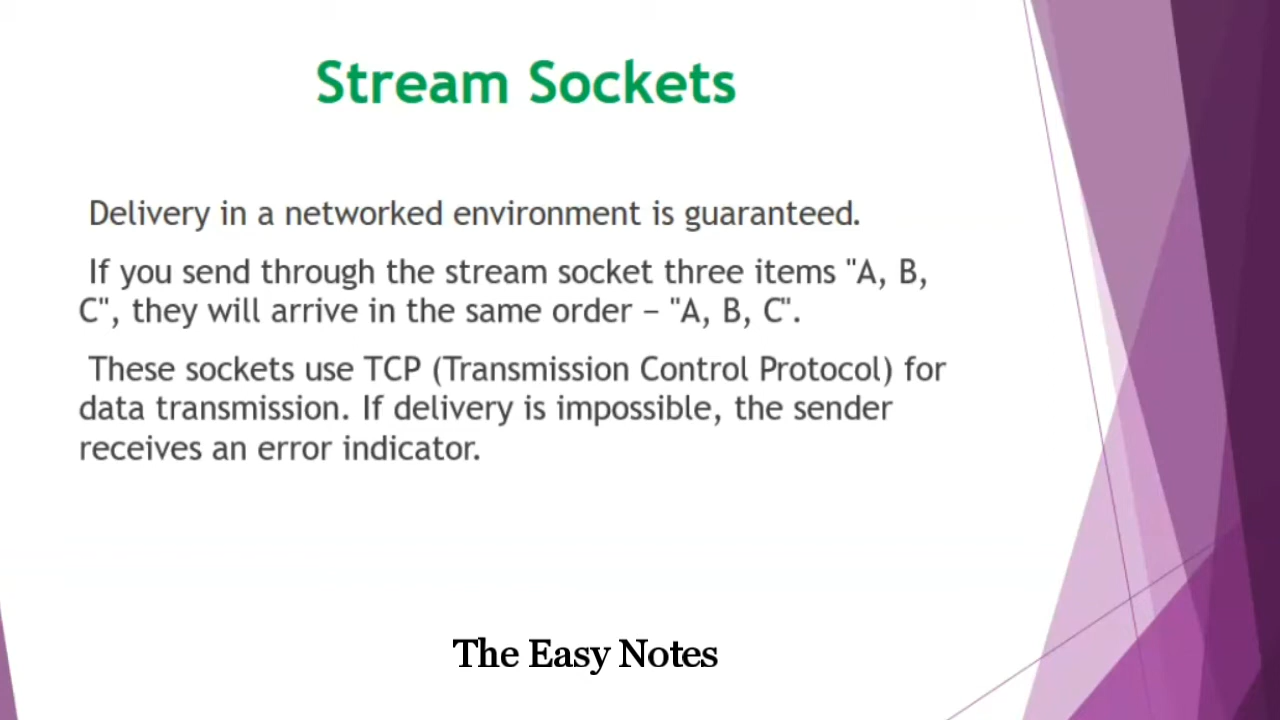 Stream Sockets
Delivery in a networked environment is guaranteed.
If you send through the stream socket three items "A, B,
C", they will arrive in the same order – "A, B, C".
These sockets use TCP (Transmission Control Protocol) for
data transmission. If delivery is impossible, the sender
receives an error indicator.
The Easy Notes